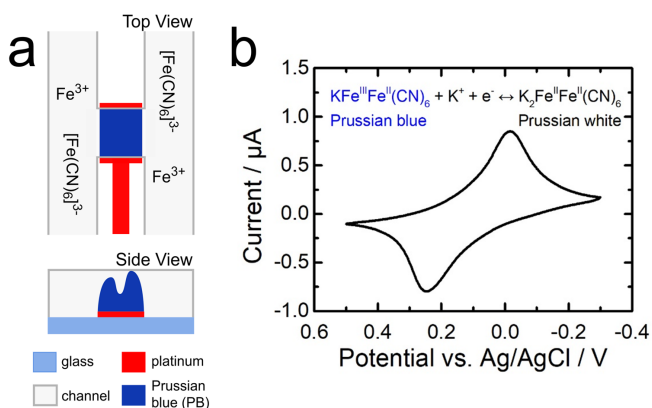 a
Top View
Fe³⁺
[Fe(CN)₆]³⁻
[Fe(CN)₆]³⁻
Fe³⁺
Side View
glass
platinum
channel
Prussian
blue (PB)
b
KFeᴵᴵᴵFeᴵᴵ(CN)₆ + K⁺ + e⁻ ↔ K₂FeᴵᴵFeᴵᴵ(CN)₆
Prussian blue Prussian white
Current / µA
1.5
1.0
0.5
0.0
-0.5
-1.0
0.6 0.4 0.2 0.0 -0.2 -0.4
Potential vs. Ag/AgCl / V